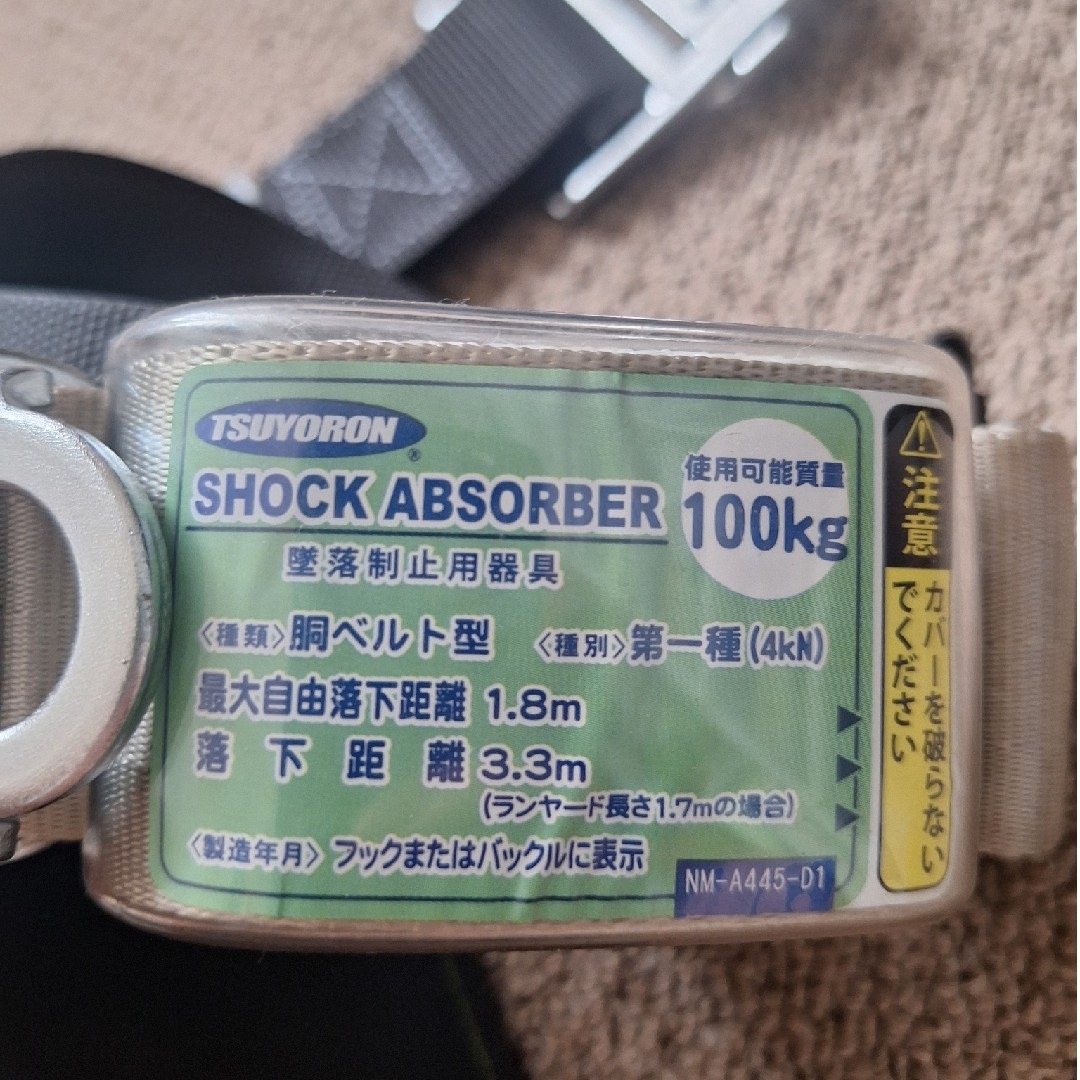 TSUYORON®
SHOCK ABSORBER
使用可能質量
100kg
墜落制止用器具
〈種類〉胴ベルト型 〈種別〉第一種(4kN)
最大自由落下距離 1.8m
落下距離 3.3m
(ランヤード長さ1.7mの場合)
〈製造年月〉フックまたはバックルに表示
NM-A445-D1
注意
カバーを破らない
でください